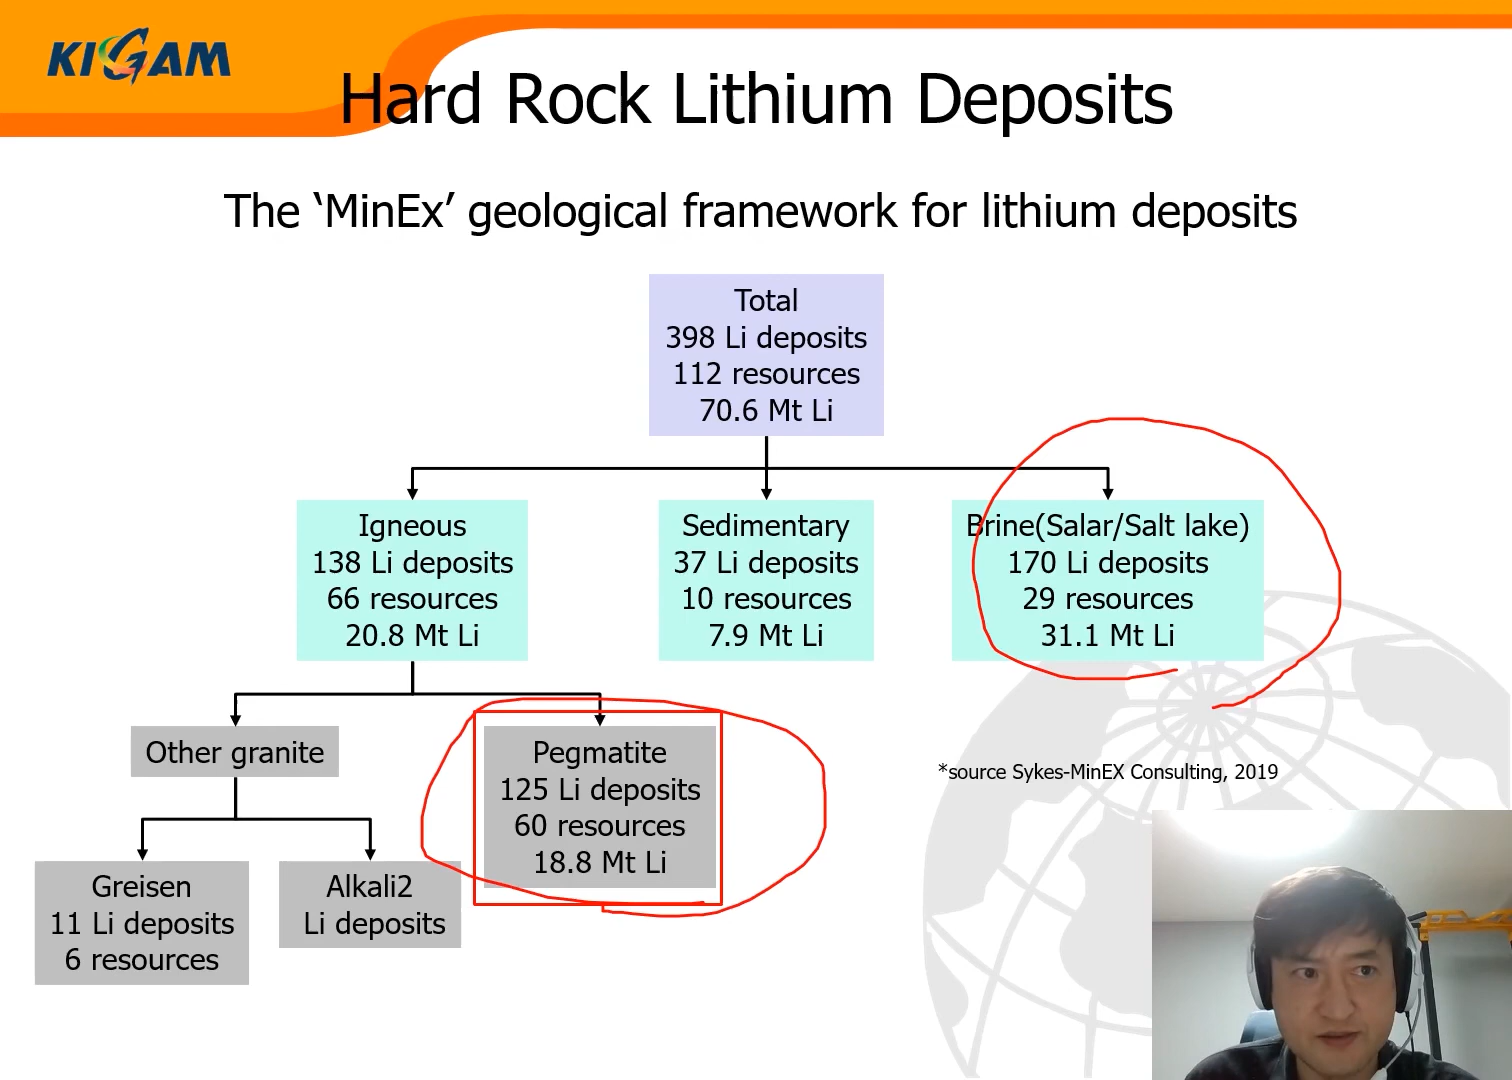 KIGAM
Hard Rock Lithium Deposits
The ‘MinEx’ geological framework for lithium deposits
Total
398 Li deposits
112 resources
70.6 Mt Li
Igneous
138 Li deposits
66 resources
20.8 Mt Li
Sedimentary
37 Li deposits
10 resources
7.9 Mt Li
Brine(Salar/Salt lake)
170 Li deposits
29 resources
31.1 Mt Li
Other granite
Pegmatite
125 Li deposits
60 resources
18.8 Mt Li
*source Sykes-MinEX Consulting, 2019
Greisen
11 Li deposits
6 resources
Alkali2
Li deposits